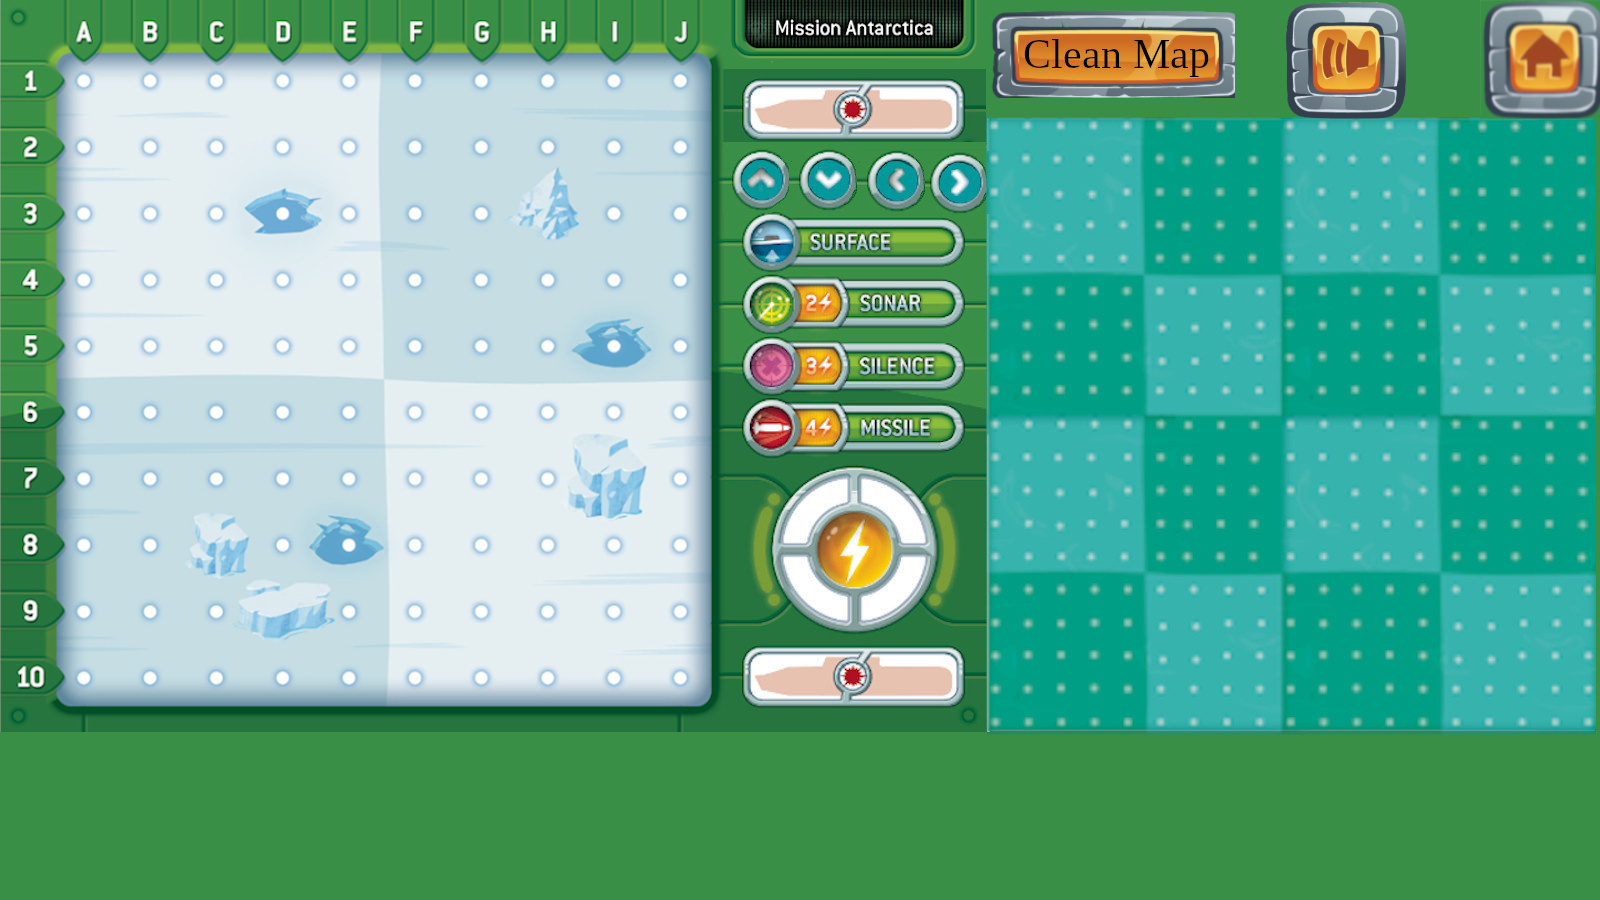 A B C D E F G H I J
Mission Antarctica
Clean Map
1
2
3
4
5
6
7
8
9
10
SURFACE
2 SONAR
3 SILENCE
4 MISSILE